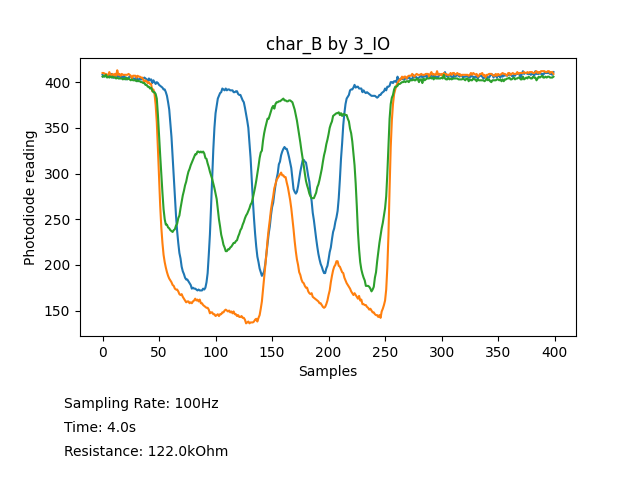 char_B by 3_IO
Photodiode reading
400
350
300
250
200
150
0 50 100 150 200 250 300 350 400
Samples
Sampling Rate: 100Hz
Time: 4.0s
Resistance: 122.0kOhm